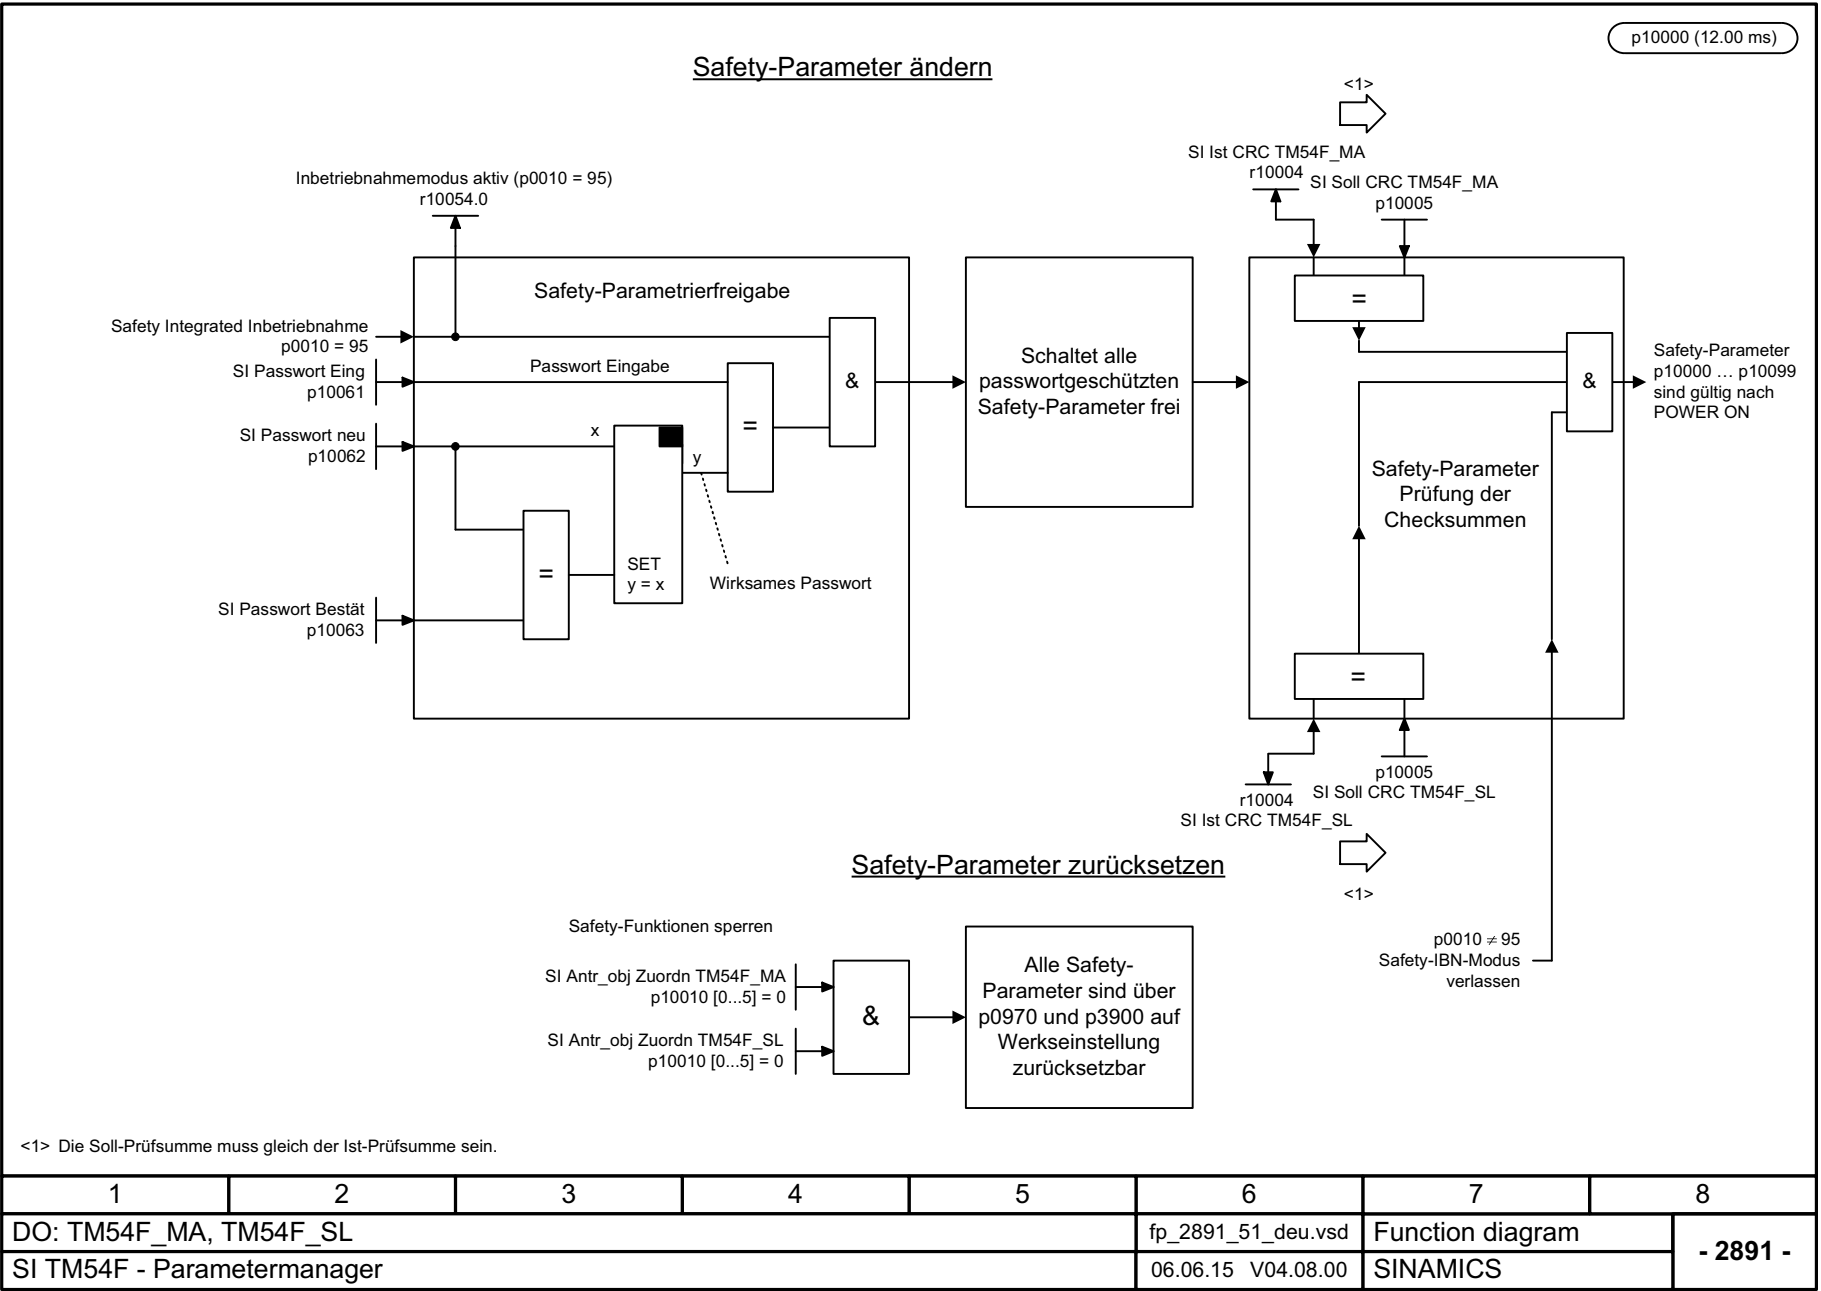 p10000 (12.00 ms)
Safety-Parameter ändern
<1>
SI Ist CRC TM54F_MA
r10004
SI Soll CRC TM54F_MA
p10005
Inbetriebnahmemodus aktiv (p0010 = 95)
r10054.0
Safety-Parametrierfreigabe
Safety Integrated Inbetriebnahme
p0010 = 95
SI Passwort Eing
p10061
Passwort Eingabe
SI Passwort neu
p10062
x
y
=
&
SET
y = x
=
Wirksames Passwort
SI Passwort Bestät
p10063
Schaltet alle
passwortgeschützten
Safety-Parameter frei
=
&
Safety-Parameter
p10000 … p10099
sind gültig nach
POWER ON
Safety-Parameter
Prüfung der
Checksummen
=
p10005
SI Soll CRC TM54F_SL
r10004
SI Ist CRC TM54F_SL
<1>
Safety-Parameter zurücksetzen
Safety-Funktionen sperren
SI Antr_obj Zuordn TM54F_MA
p10010 [0...5] = 0
SI Antr_obj Zuordn TM54F_SL
p10010 [0...5] = 0
&
Alle Safety-
Parameter sind über
p0970 und p3900 auf
Werkseinstellung
zurücksetzbar
p0010 ≠ 95
Safety-IBN-Modus
verlassen
<1> Die Soll-Prüfsumme muss gleich der Ist-Prüfsumme sein.
1 2 3 4 5 6 7 8
DO: TM54F_MA, TM54F_SL
fp_2891_51_deu.vsd
Function diagram
- 2891 -
SI TM54F - Parametermanager
06.06.15 V04.08.00
SINAMICS